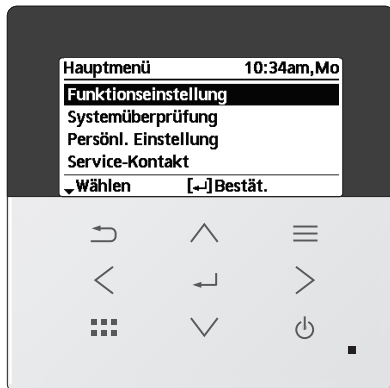 Hauptmenü 10:34am,Mo
Funktionseinstellung
Systemüberprüfung
Persönl. Einstellung
Service-Kontakt
Wählen [↵]Bestät.